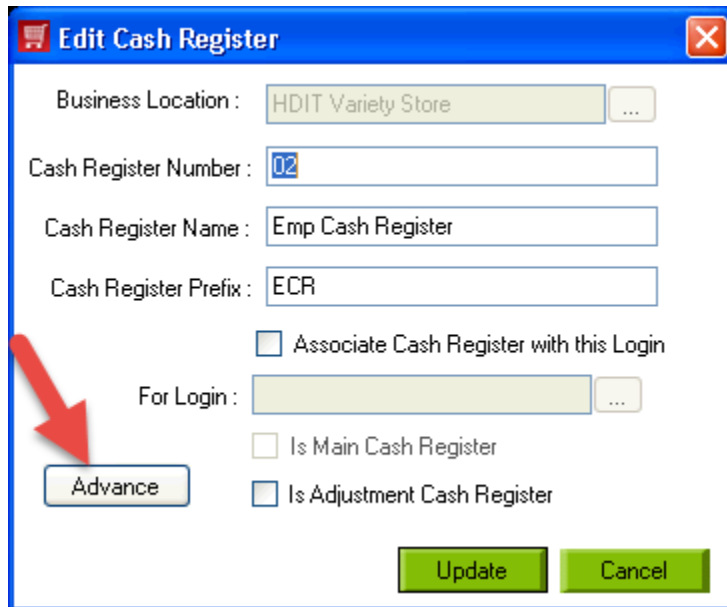 Edit Cash Register
Business Location : HDIT Variety Store ...
Cash Register Number : 02
Cash Register Name : Emp Cash Register
Cash Register Prefix : ECR
Associate Cash Register with this Login
For Login : ...
Is Main Cash Register
Advance
Is Adjustment Cash Register
Update Cancel